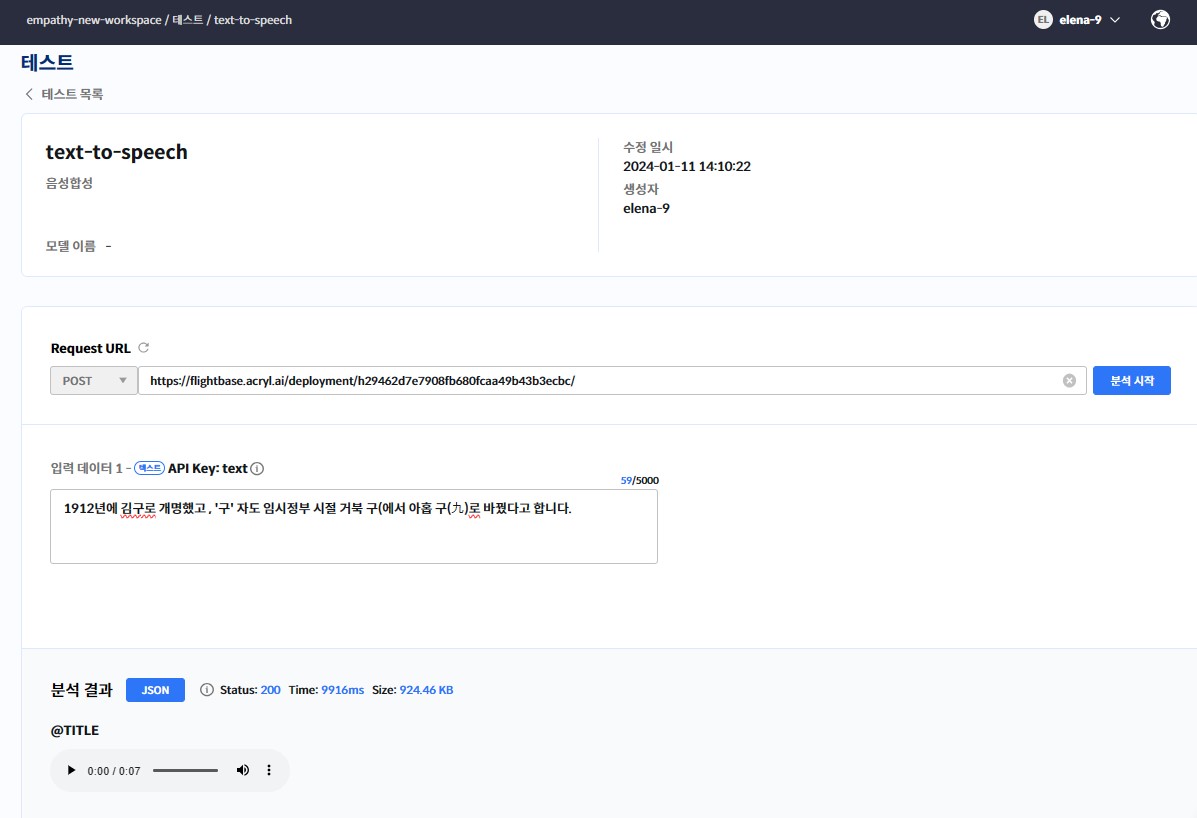 empathy-new-workspace / 테스트 / text-to-speech
EL elena-9
테스트
테스트 목록
text-to-speech
음성합성
모델 이름 -
수정 일시
2024-01-11 14:10:22
생성자
elena-9
Request URL
POST https://flightbase.acryl.ai/deployment/h29462d7e7908fb680fcaa49b43b3ecbc/ 분석 시작
입력 데이터 1 - 텍스트 API Key: text
59/5000
1912년에 김구로 개명했고 , '구' 자도 임시정부 시절 거북 구(에서 아홉 구(九)로 바꿨다고 합니다.
분석 결과 JSON Status: 200 Time: 9916ms Size: 924.46 KB
@TITLE
0:00 / 0:07